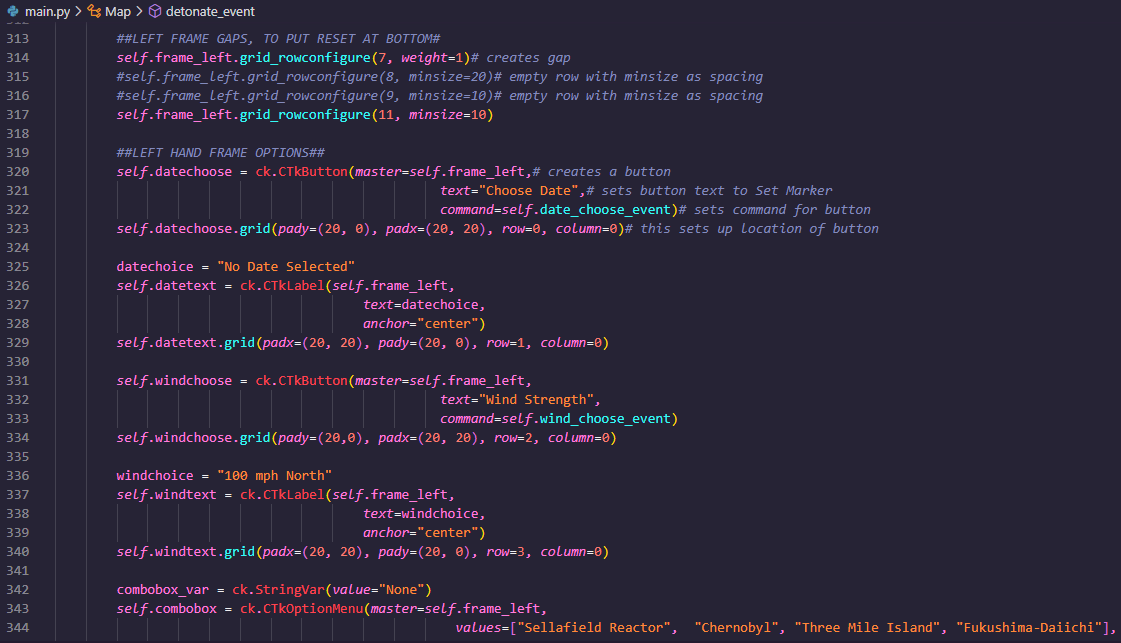 main.py > Map > detonate_event
312
313 ##LEFT FRAME GAPS, TO PUT RESET AT BOTTOM#
314 self.frame_left.grid_rowconfigure(7, weight=1)# creates gap
315 #self.frame_left.grid_rowconfigure(8, minsize=20)# empty row with minsize as spacing
316 #self.frame_left.grid_rowconfigure(9, minsize=10)# empty row with minsize as spacing
317 self.frame_left.grid_rowconfigure(11, minsize=10)
318
319 ##LEFT HAND FRAME OPTIONS##
320 self.datechoose = ck.CTkButton(master=self.frame_left,# creates a button
321 text="Choose Date",# sets button text to Set Marker
322 command=self.date_choose_event)# sets command for button
323 self.datechoose.grid(pady=(20, 0), padx=(20, 20), row=0, column=0)# this sets up location of button
324
325 datechoice = "No Date Selected"
326 self.datetext = ck.CTkLabel(self.frame_left,
327 text=datechoice,
328 anchor="center")
329 self.datetext.grid(padx=(20, 20), pady=(20, 0), row=1, column=0)
330
331 self.windchoose = ck.CTkButton(master=self.frame_left,
332 text="Wind Strength",
333 command=self.wind_choose_event)
334 self.windchoose.grid(pady=(20,0), padx=(20, 20), row=2, column=0)
335
336 windchoice = "100 mph North"
337 self.windtext = ck.CTkLabel(self.frame_left,
338 text=windchoice,
339 anchor="center")
340 self.windtext.grid(padx=(20, 20), pady=(20, 0), row=3, column=0)
341
342 combobox_var = ck.StringVar(value="None")
343 self.combobox = ck.CTkOptionMenu(master=self.frame_left,
344 values=["Sellafield Reactor",  "Chernobyl", "Three Mile Island", "Fukushima-Daiichi"],